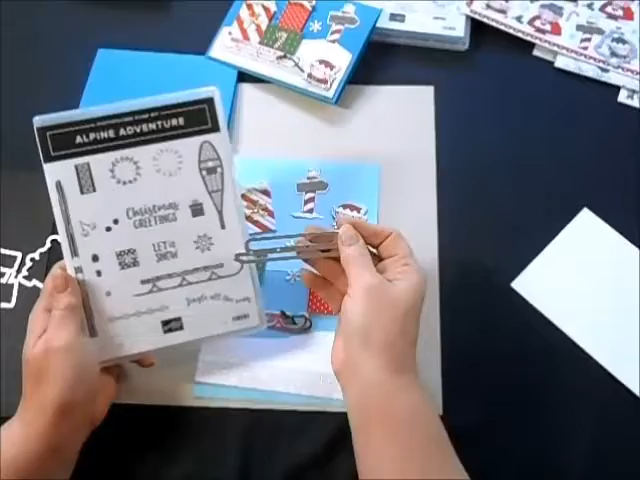 ALPINE ADVENTURE
Christmas
GREETINGS
LET it
SNOW
Jingle all the way